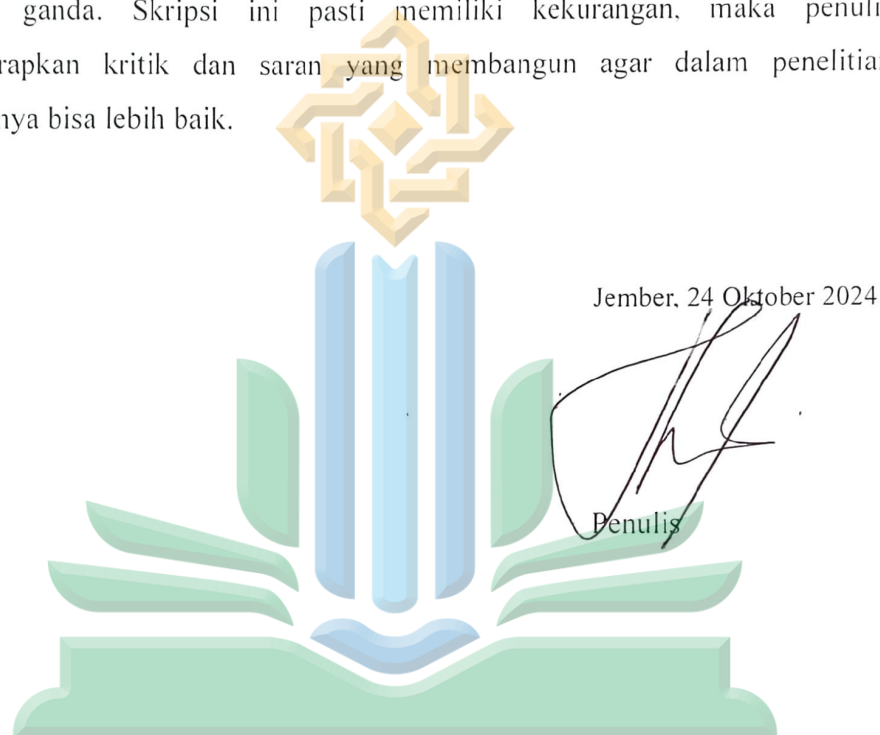 ganda. Skripsi ini pasti memiliki kekurangan, maka penuli
rapkan kritik dan saran yang membangun agar dalam penelitian
nya bisa lebih baik.
Jember, 24 Oktober 2024
Penulis